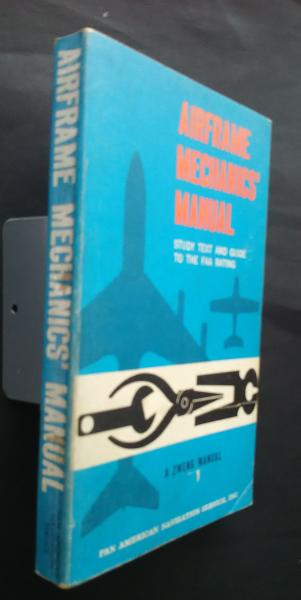 AIRFRAME MECHANICS' MANUAL
AIRFRAME
MECHANICS'
MANUAL
STUDY TEXT AND GUIDE
TO THE FAA RATING
A ZWENG MANUAL
PAN AMERICAN NAVIGATION SERVICE, INC.